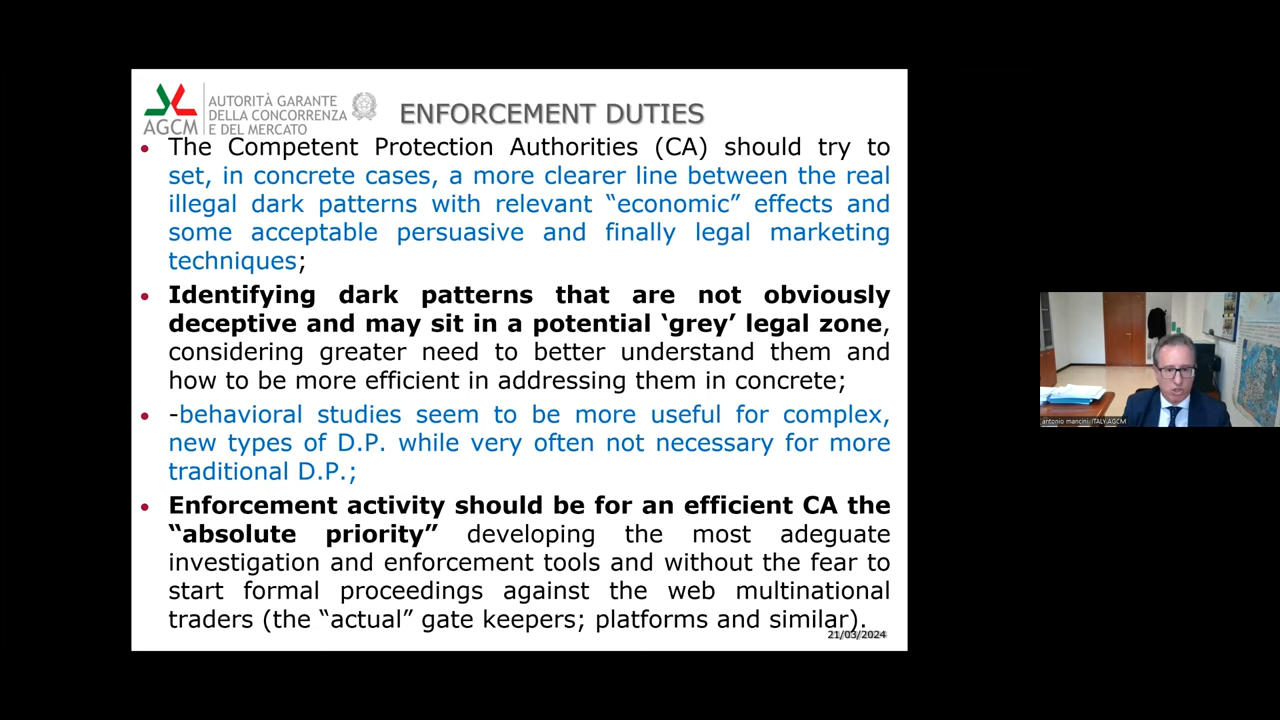 AUTORITÀ GARANTE
DELLA CONCORRENZA
E DEL MERCATO
AGCM
ENFORCEMENT DUTIES
• The Competent Protection Authorities (CA) should try to
set, in concrete cases, a more clearer line between the real
illegal dark patterns with relevant “economic” effects and
some acceptable persuasive and finally legal marketing
techniques;
• Identifying dark patterns that are not obviously
deceptive and may sit in a potential ‘grey’ legal zone,
considering greater need to better understand them and
how to be more efficient in addressing them in concrete;
• -behavioral studies seem to be more useful for complex,
new types of D.P. while very often not necessary for more
traditional D.P.;
• Enforcement activity should be for an efficient CA the
“absolute priority” developing the most adeguate
investigation and enforcement tools and without the fear to
start formal proceedings against the web multinational
traders (the “actual” gate keepers; platforms and similar).
21/03/2024
antonio mancini ITALY AGCM